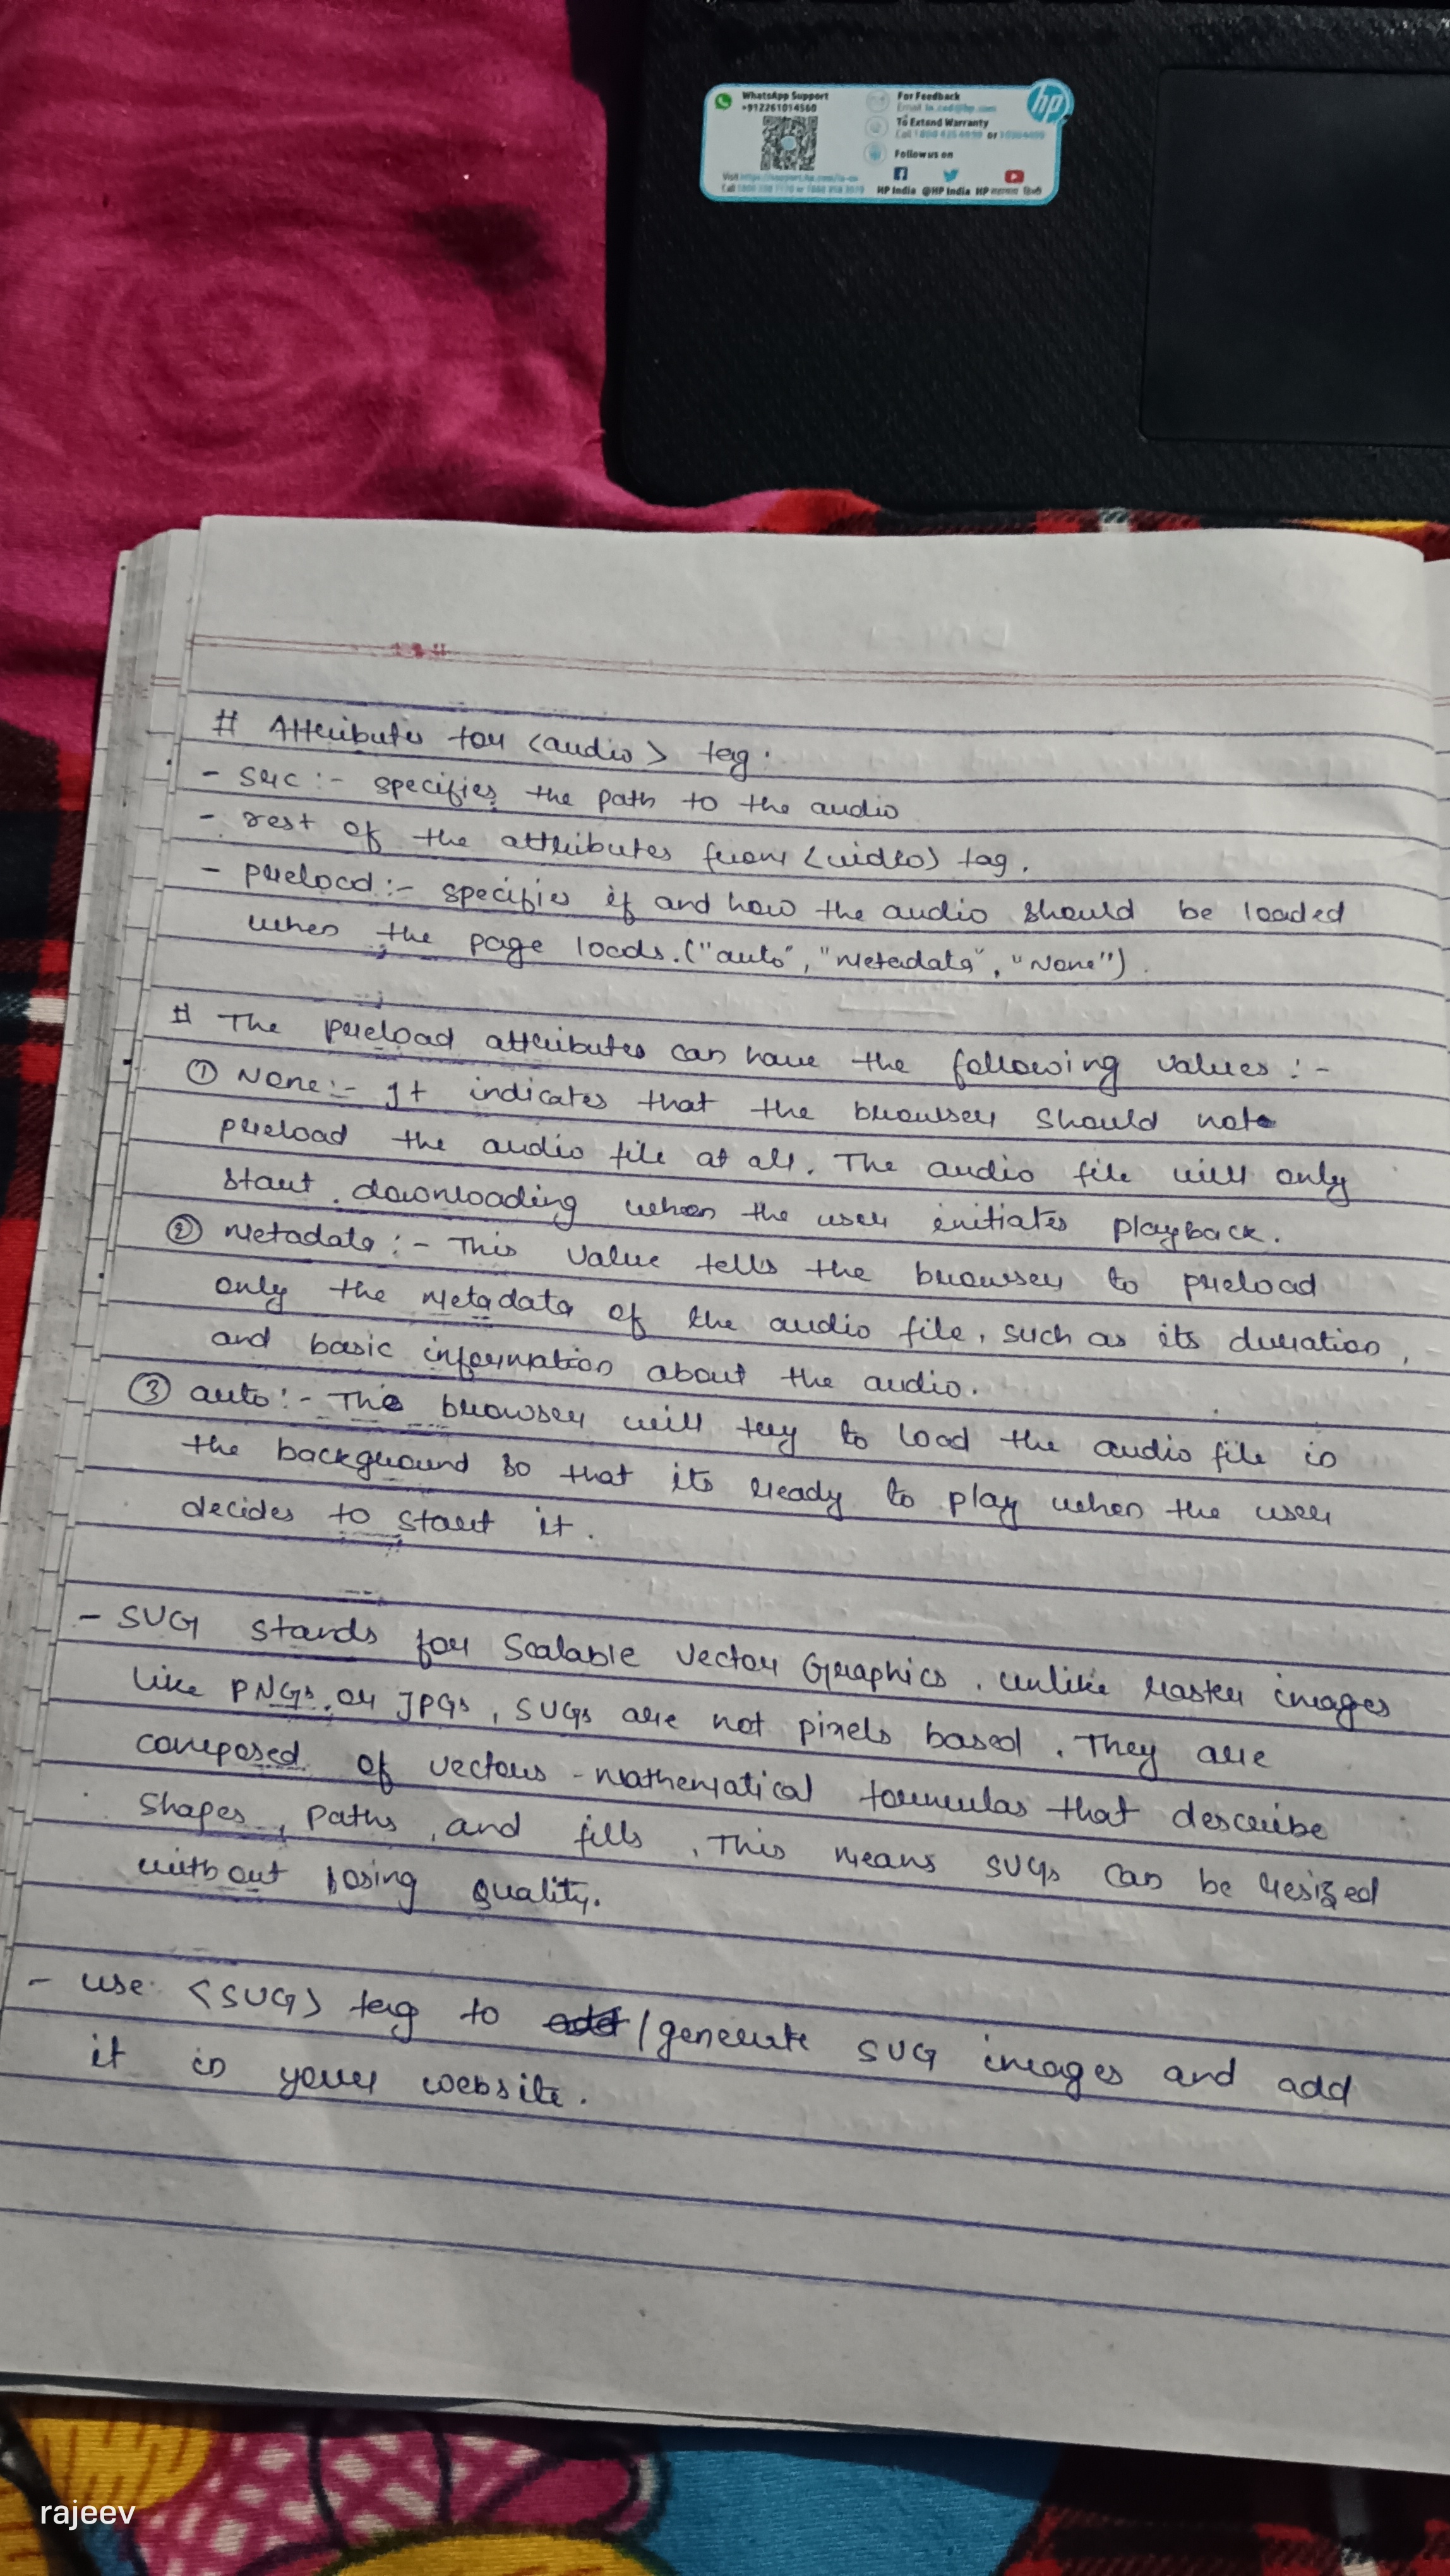 WhatsApp Support
+912261014560
For Feedback
To Extend Warranty
or
Follow us on
HP India @HP India HP
hp
# Attributes for <audio> tag:
- src :- specifies the path to the audio
- rest of the attributes from <video> tag.
- preload :- specifies if and how the audio should be loaded
when the page loads. ("auto", "metadata", "None").
# The preload attributes can have the following values :-
① None :- It indicates that the browser should not
preload the audio file at all. The audio file will only
start downloading when the user initiates playback.
② Metadata :- This value tells the browser to preload
only the metadata of the audio file, such as its duration,
and basic information about the audio.
③ auto :- The browser will try to load the audio file in
the background so that its ready to play when the user
decides to start it.
- SVG stands for Scalable Vector Graphics. Unlike raster images
like PNGs or JPGs, SVGs are not pixels based. They are
composed of vectors - mathematical formulas that describe
shapes, paths, and fills. This means SVGs can be resized
without losing quality.
- use <SVG> tag to add / generate SVG images and add
it in your website.
rajeev